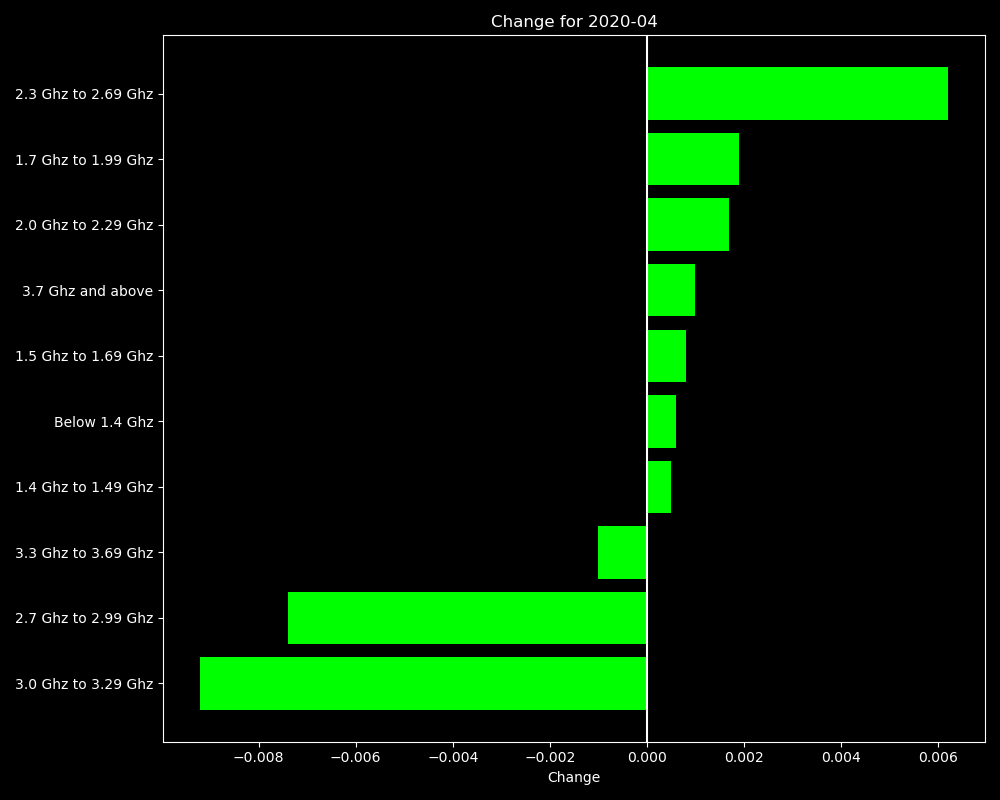 Change for 2020-04
2.3 Ghz to 2.69 Ghz
1.7 Ghz to 1.99 Ghz
2.0 Ghz to 2.29 Ghz
3.7 Ghz and above
1.5 Ghz to 1.69 Ghz
Below 1.4 Ghz
1.4 Ghz to 1.49 Ghz
3.3 Ghz to 3.69 Ghz
2.7 Ghz to 2.99 Ghz
3.0 Ghz to 3.29 Ghz
−0.008 −0.006 −0.004 −0.002 0.000 0.002 0.004 0.006
Change